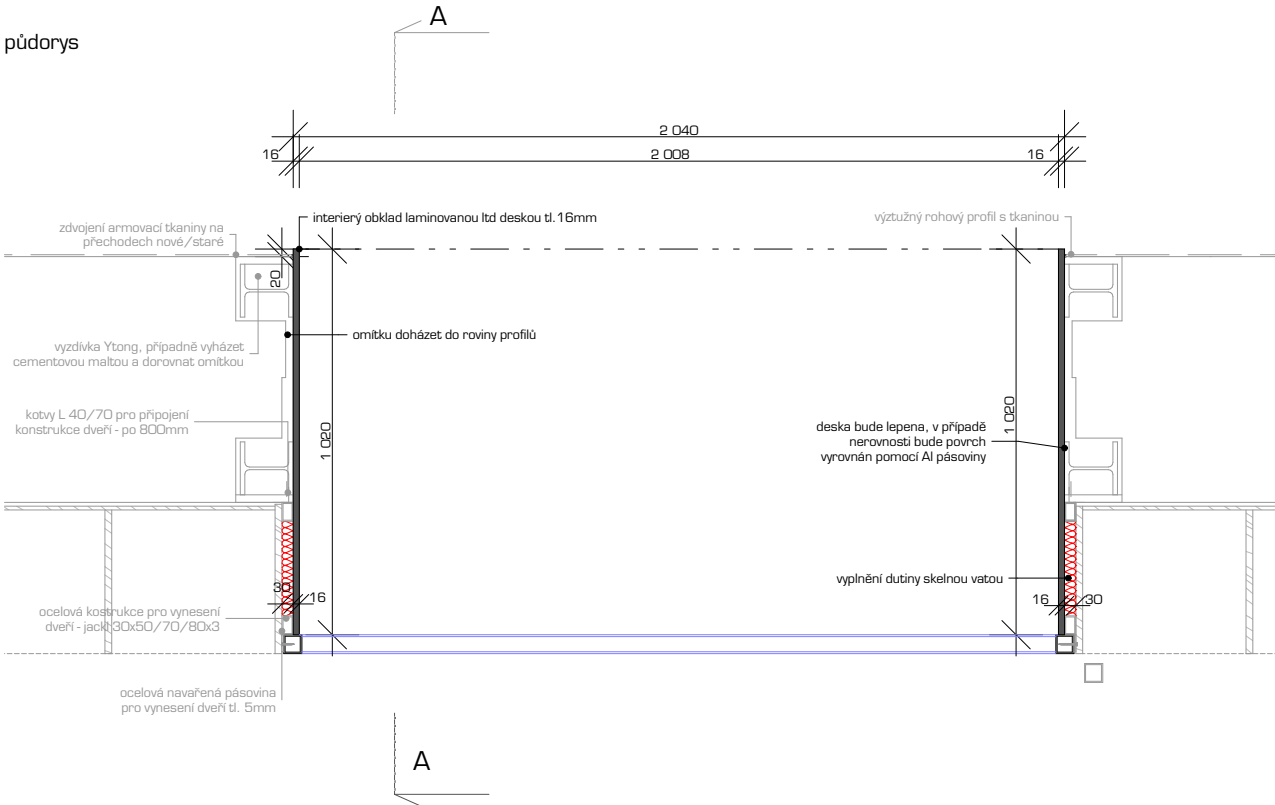 A
půdorys
2 040
16
2 008
16
interierý obklad laminovanou ltd deskou tl.16mm
výztužný rohový profil s tkaninou
zdvojení armovací tkaniny na
přechodech nové/staré
20
omítku doházet do roviny profilů
vyzdívka Ytong, případně vyházet
cementovou maltou a dorovnat omítkou
kotvy L 40/70 pro připojení
konstrukce dveří - po 800mm
1 020
1 020
deska bude lepena, v případě
nerovnosti bude povrch
vyrovnán pomocí Al pásoviny
vyplnění dutiny skelnou vatou
30
16
16
30
ocelová kostrukce pro vynesení
dveří - jackl 30x50/70/80x3
ocelová navařená pásovina
pro vynesení dveří tl. 5mm
A